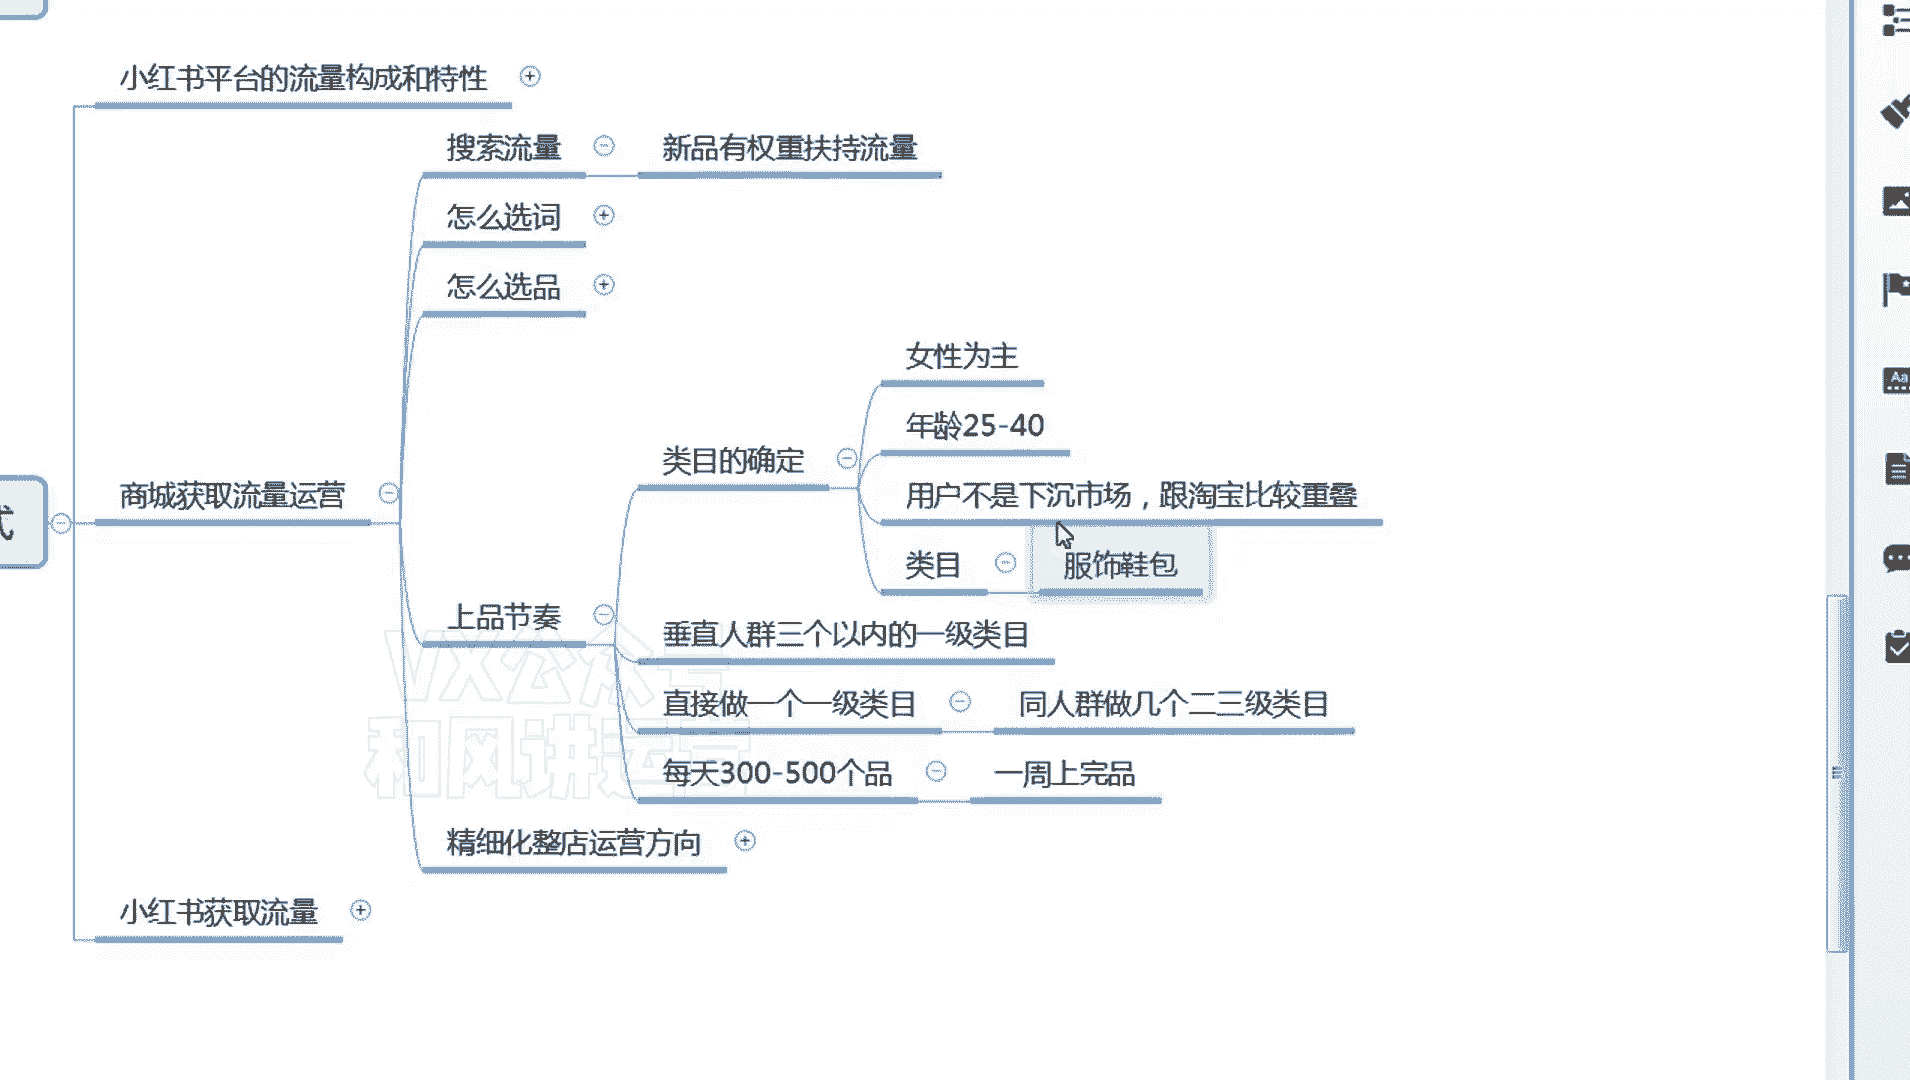 小红书平台的流量构成和特性
搜索流量
新品有权重扶持流量
怎么选词
怎么选品
女性为主
年龄25-40
类目的确定
用户不是下沉市场，跟淘宝比较重叠
商城获取流量运营
式
类目
服饰鞋包
上品节奏
垂直人群三个以内的一级类目
直接做一个一级类目
同人群做几个二三级类目
每天300-500个品
一周上完品
VX公众号
和风讲运营
精细化整店运营方向
小红书获取流量
Aa